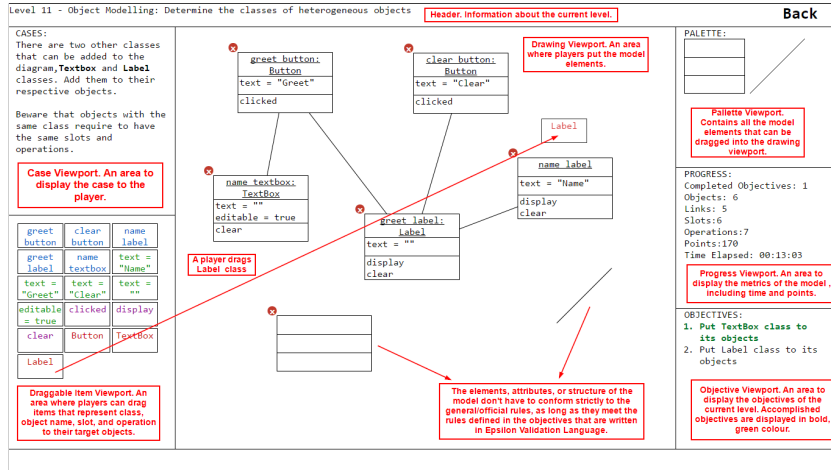 Level 11 - Object Modelling: Determine the classes of heterogeneous objects
Header. Information about the current level.
Back
CASES:
There are two other classes
that can be added to the
diagram,Textbox and Label
classes. Add them to their
respective objects.
Beware that objects with the
same class require to have
the same slots and
operations.
Case Viewport. An area to
display the case to the
player.
greet
button
clear
button
name
label
greet
label
name
textbox
text =
"Name"
text =
"Greet"
text =
"Clear"
text =
""
editable
= true
clicked
display
clear
Button
TextBox
Label
Draggable Item Viewport. An
area where players can drag
items that represent class,
object name, slot, and operation
to their target objects.
x
greet button:
Button
text = "Greet"
clicked
x
clear button:
Button
text = "Clear"
clicked
Drawing Viewport. An area
where players put the model
elements.
Label
x
name label
text = "Name"
display
clear
x
name textbox:
TextBox
text = ""
editable = true
clear
x
greet label:
Label
text = ""
display
clear
A player drags
Label class
x
The elements, attributes, or structure of the
model don't have to conform strictly to the
general/official rules, as long as they meet the
rules defined in the objectives that are written
in Epsilon Validation Language.
PALETTE:
Pallette Viewport.
Contains all the model
elements that can be
dragged into the drawing
viewport.
PROGRESS:
Completed Objectives: 1
Objects: 6
Links: 5
Slots:6
Operations:7
Points:170
Time Elapsed: 00:13:03
Progress Viewport. An area to
display the metrics of the model ,
including time and points.
OBJECTIVES:
1. Put TextBox class to
its objects
2. Put Label class to its
objects
Objective Viewport. An area to
display the objectives of the
current level. Accomplished
objectives are displayed in bold,
green colour.